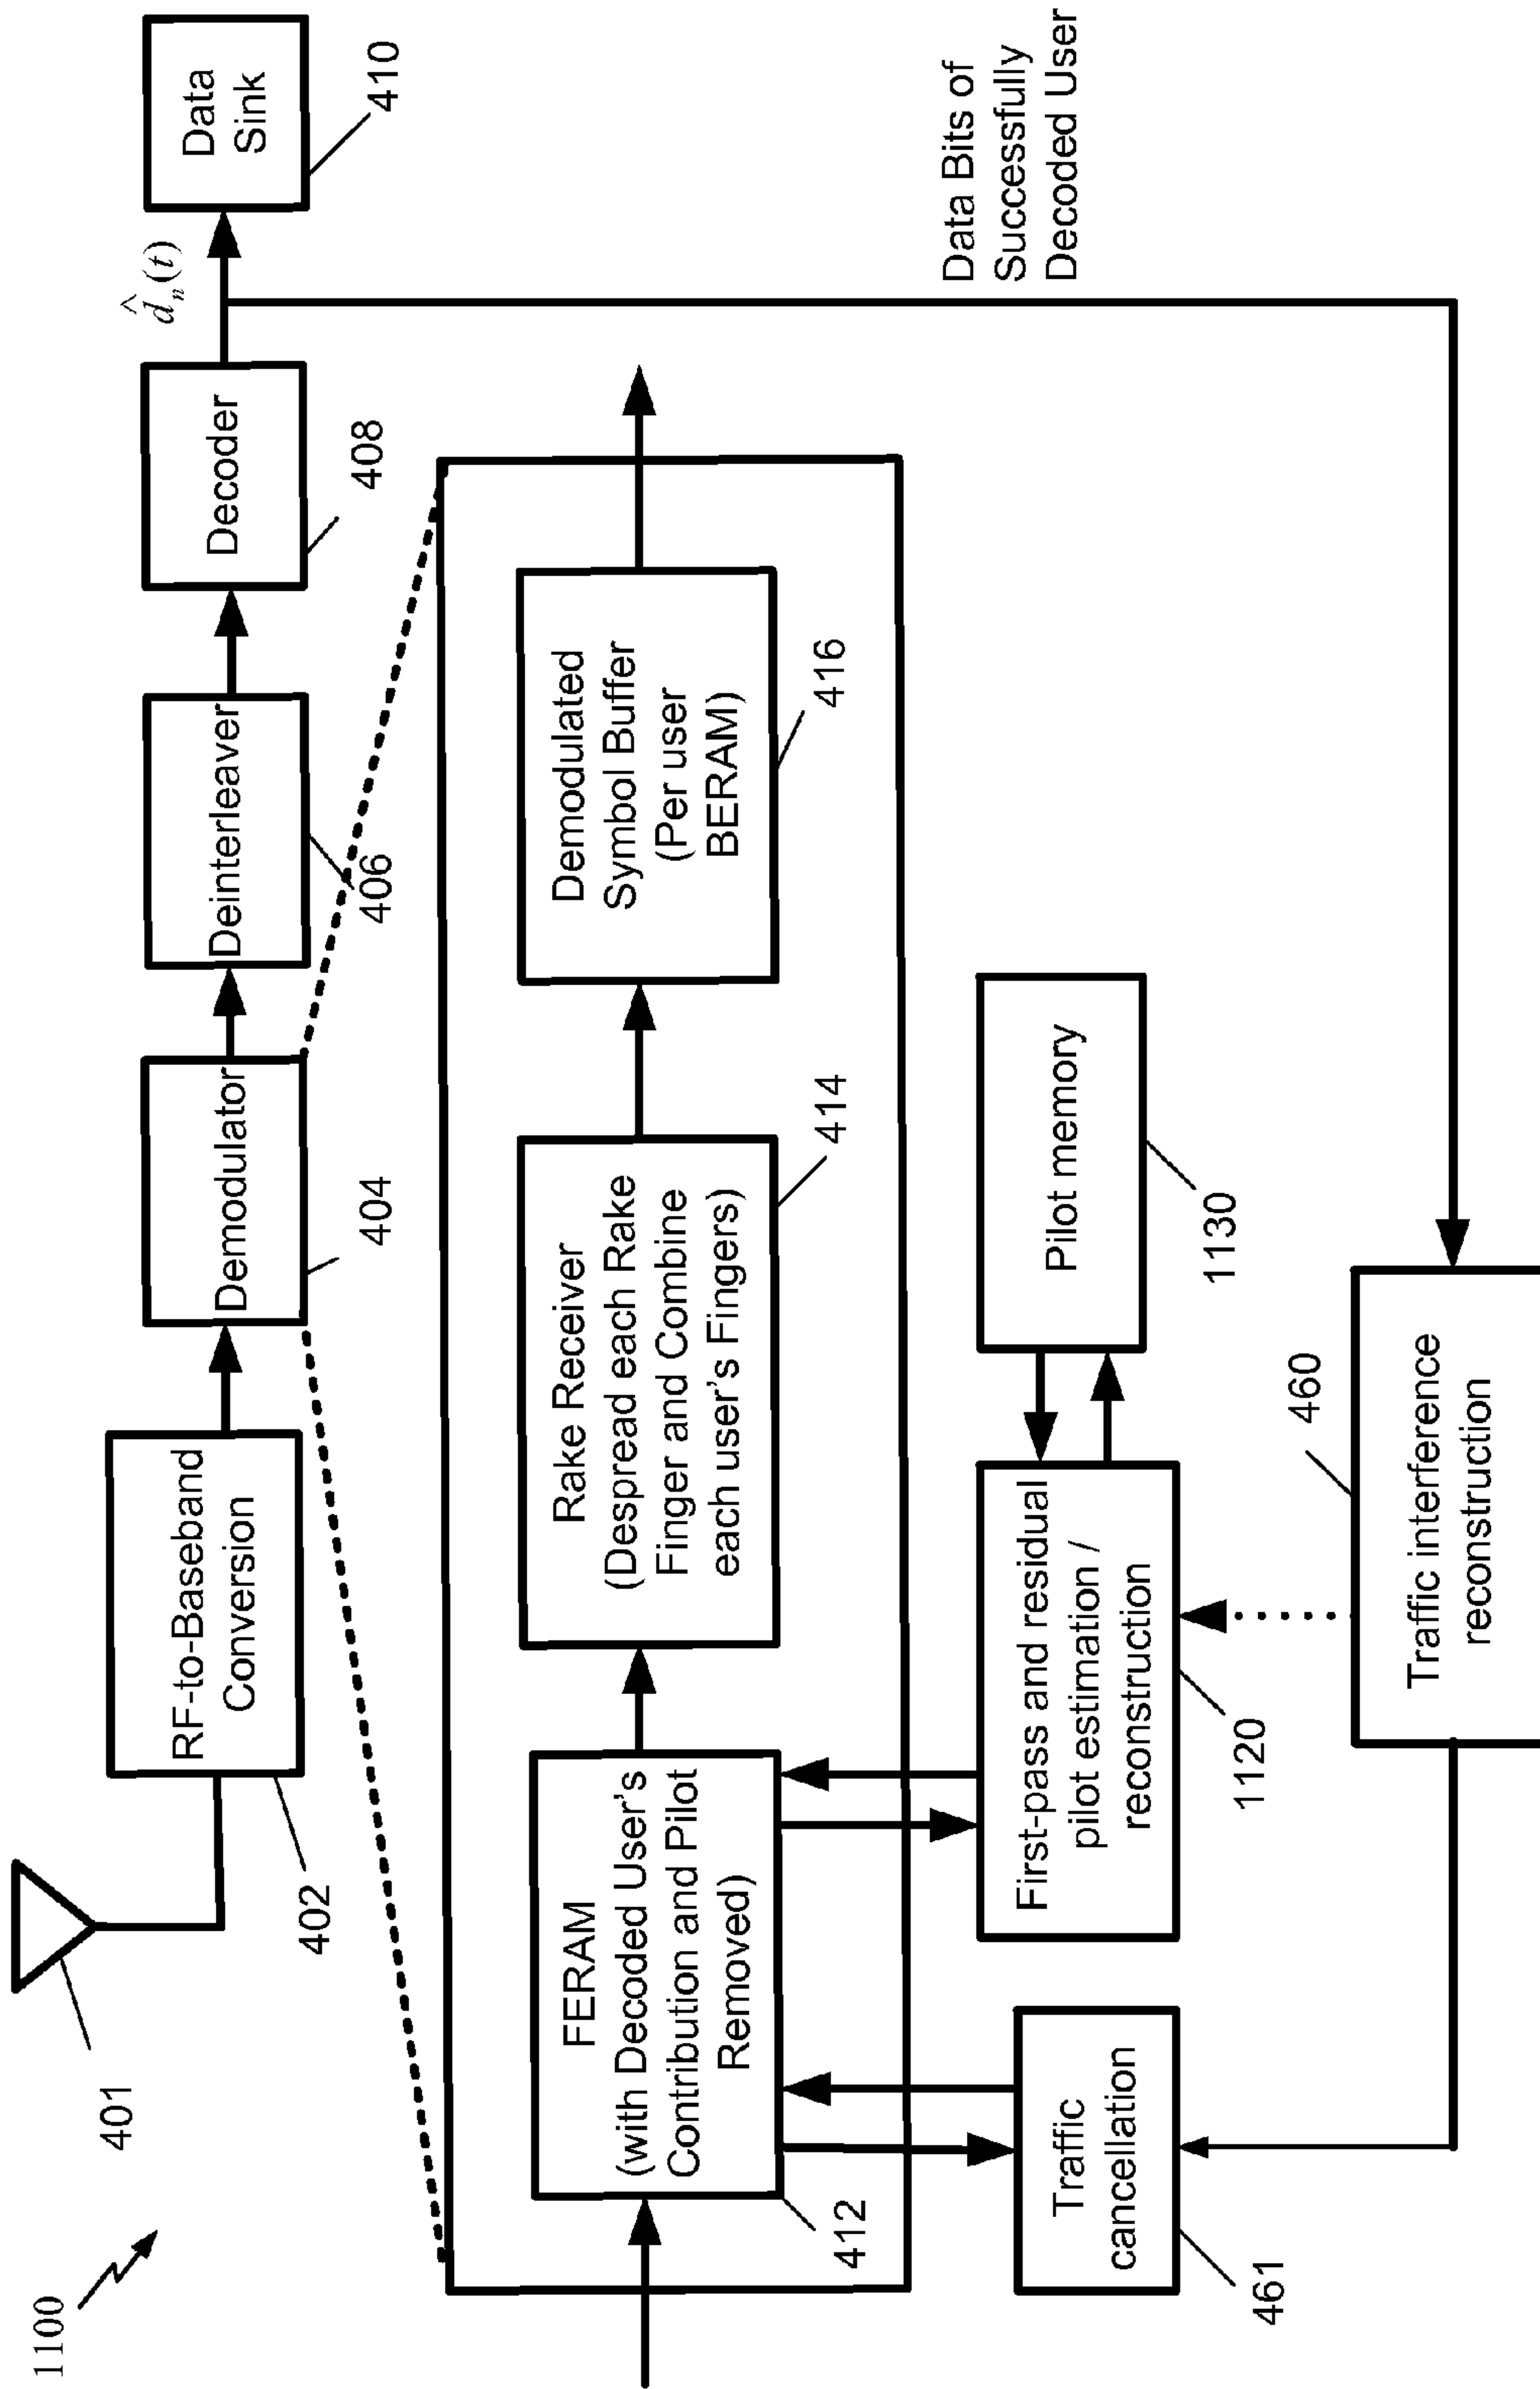 1100
401
RF-to-Baseband
Conversion
402
Demodulator
404
Deinterleaver
406
Decoder
408
^
d_n(t)
Data
Sink
410
FERAM
(with Decoded User's
Contribution and Pilot
Removed)
412
Rake Receiver
(Despread each Rake
Finger and Combine
each user's Fingers)
414
Demodulated
Symbol Buffer
(Per user
BERAM)
416
Data Bits of
Successfully
Decoded User
Traffic
cancellation
461
First-pass and residual
pilot estimation /
reconstruction
1120
Pilot memory
1130
Traffic interference
reconstruction
460